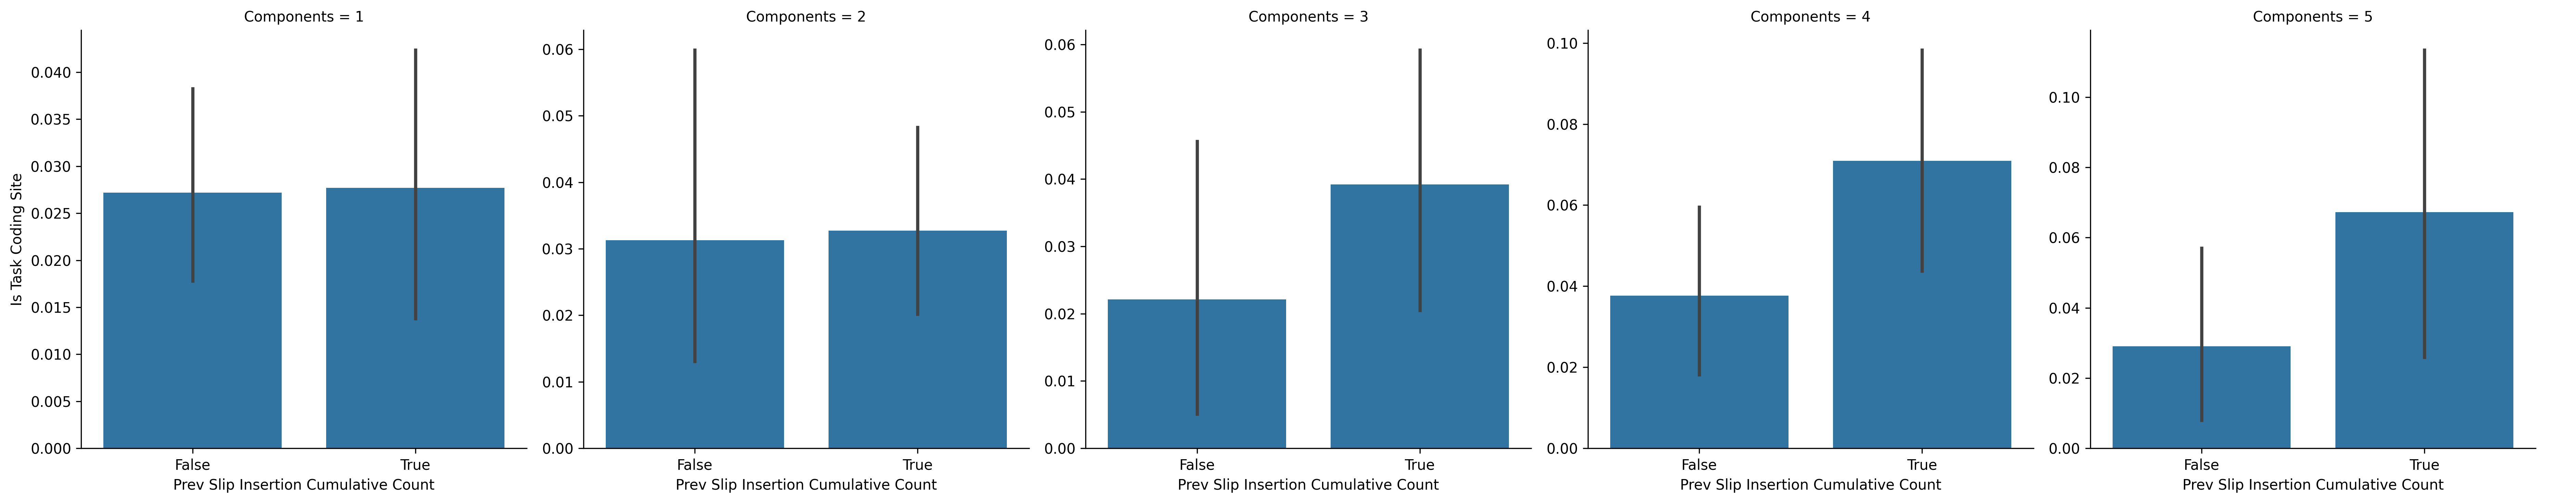 Components = 1
Is Task Coding Site
0.040
0.035
0.030
0.025
0.020
0.015
0.010
0.005
0.000
False
True
Prev Slip Insertion Cumulative Count
Components = 2
0.06
0.05
0.04
0.03
0.02
0.01
0.00
False
True
Prev Slip Insertion Cumulative Count
Components = 3
0.06
0.05
0.04
0.03
0.02
0.01
0.00
False
True
Prev Slip Insertion Cumulative Count
Components = 4
0.10
0.08
0.06
0.04
0.02
0.00
False
True
Prev Slip Insertion Cumulative Count
Components = 5
0.10
0.08
0.06
0.04
0.02
0.00
False
True
Prev Slip Insertion Cumulative Count